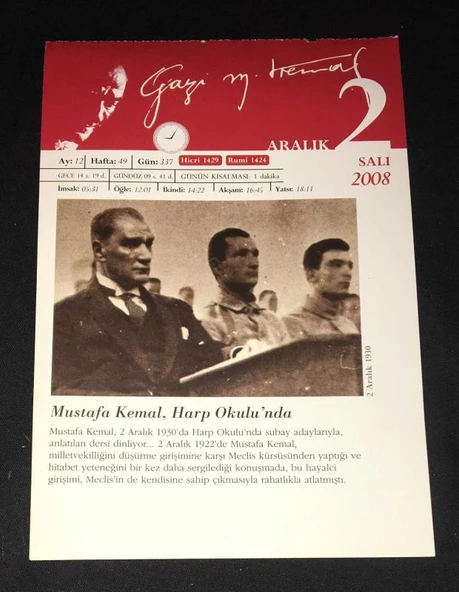 Gazi M. Kemal
2
ARALIK
SALI
2008
Ay: 12 Hafta: 49 Gün: 337 Hicri 1429 Rumi 1424
GECE 14 s. 19 d. GÜNDÜZ 09 s. 41 d. GÜNÜN KISALMASI: 1 dakika
İmsak: 05:31 Öğle: 12:01 İkindi: 14:22 Akşam: 16:45 Yatsı: 18:11
2 Aralık 1930
Mustafa Kemal, Harp Okulu'nda
Mustafa Kemal, 2 Aralık 1930'da Harp Okulu'nda subay adaylarıyla,
anlatılan dersi dinliyor... 2 Aralık 1922'de Mustafa Kemal,
milletvekilliğini düşürme girişimine karşı Meclis kürsüsünden yaptığı ve
hitabet yeteneğini bir kez daha sergilediği konuşmada, bu hayalci
girişimi, Meclis'in de kendisine sahip çıkmasıyla rahatlıkla atlatmıştı.